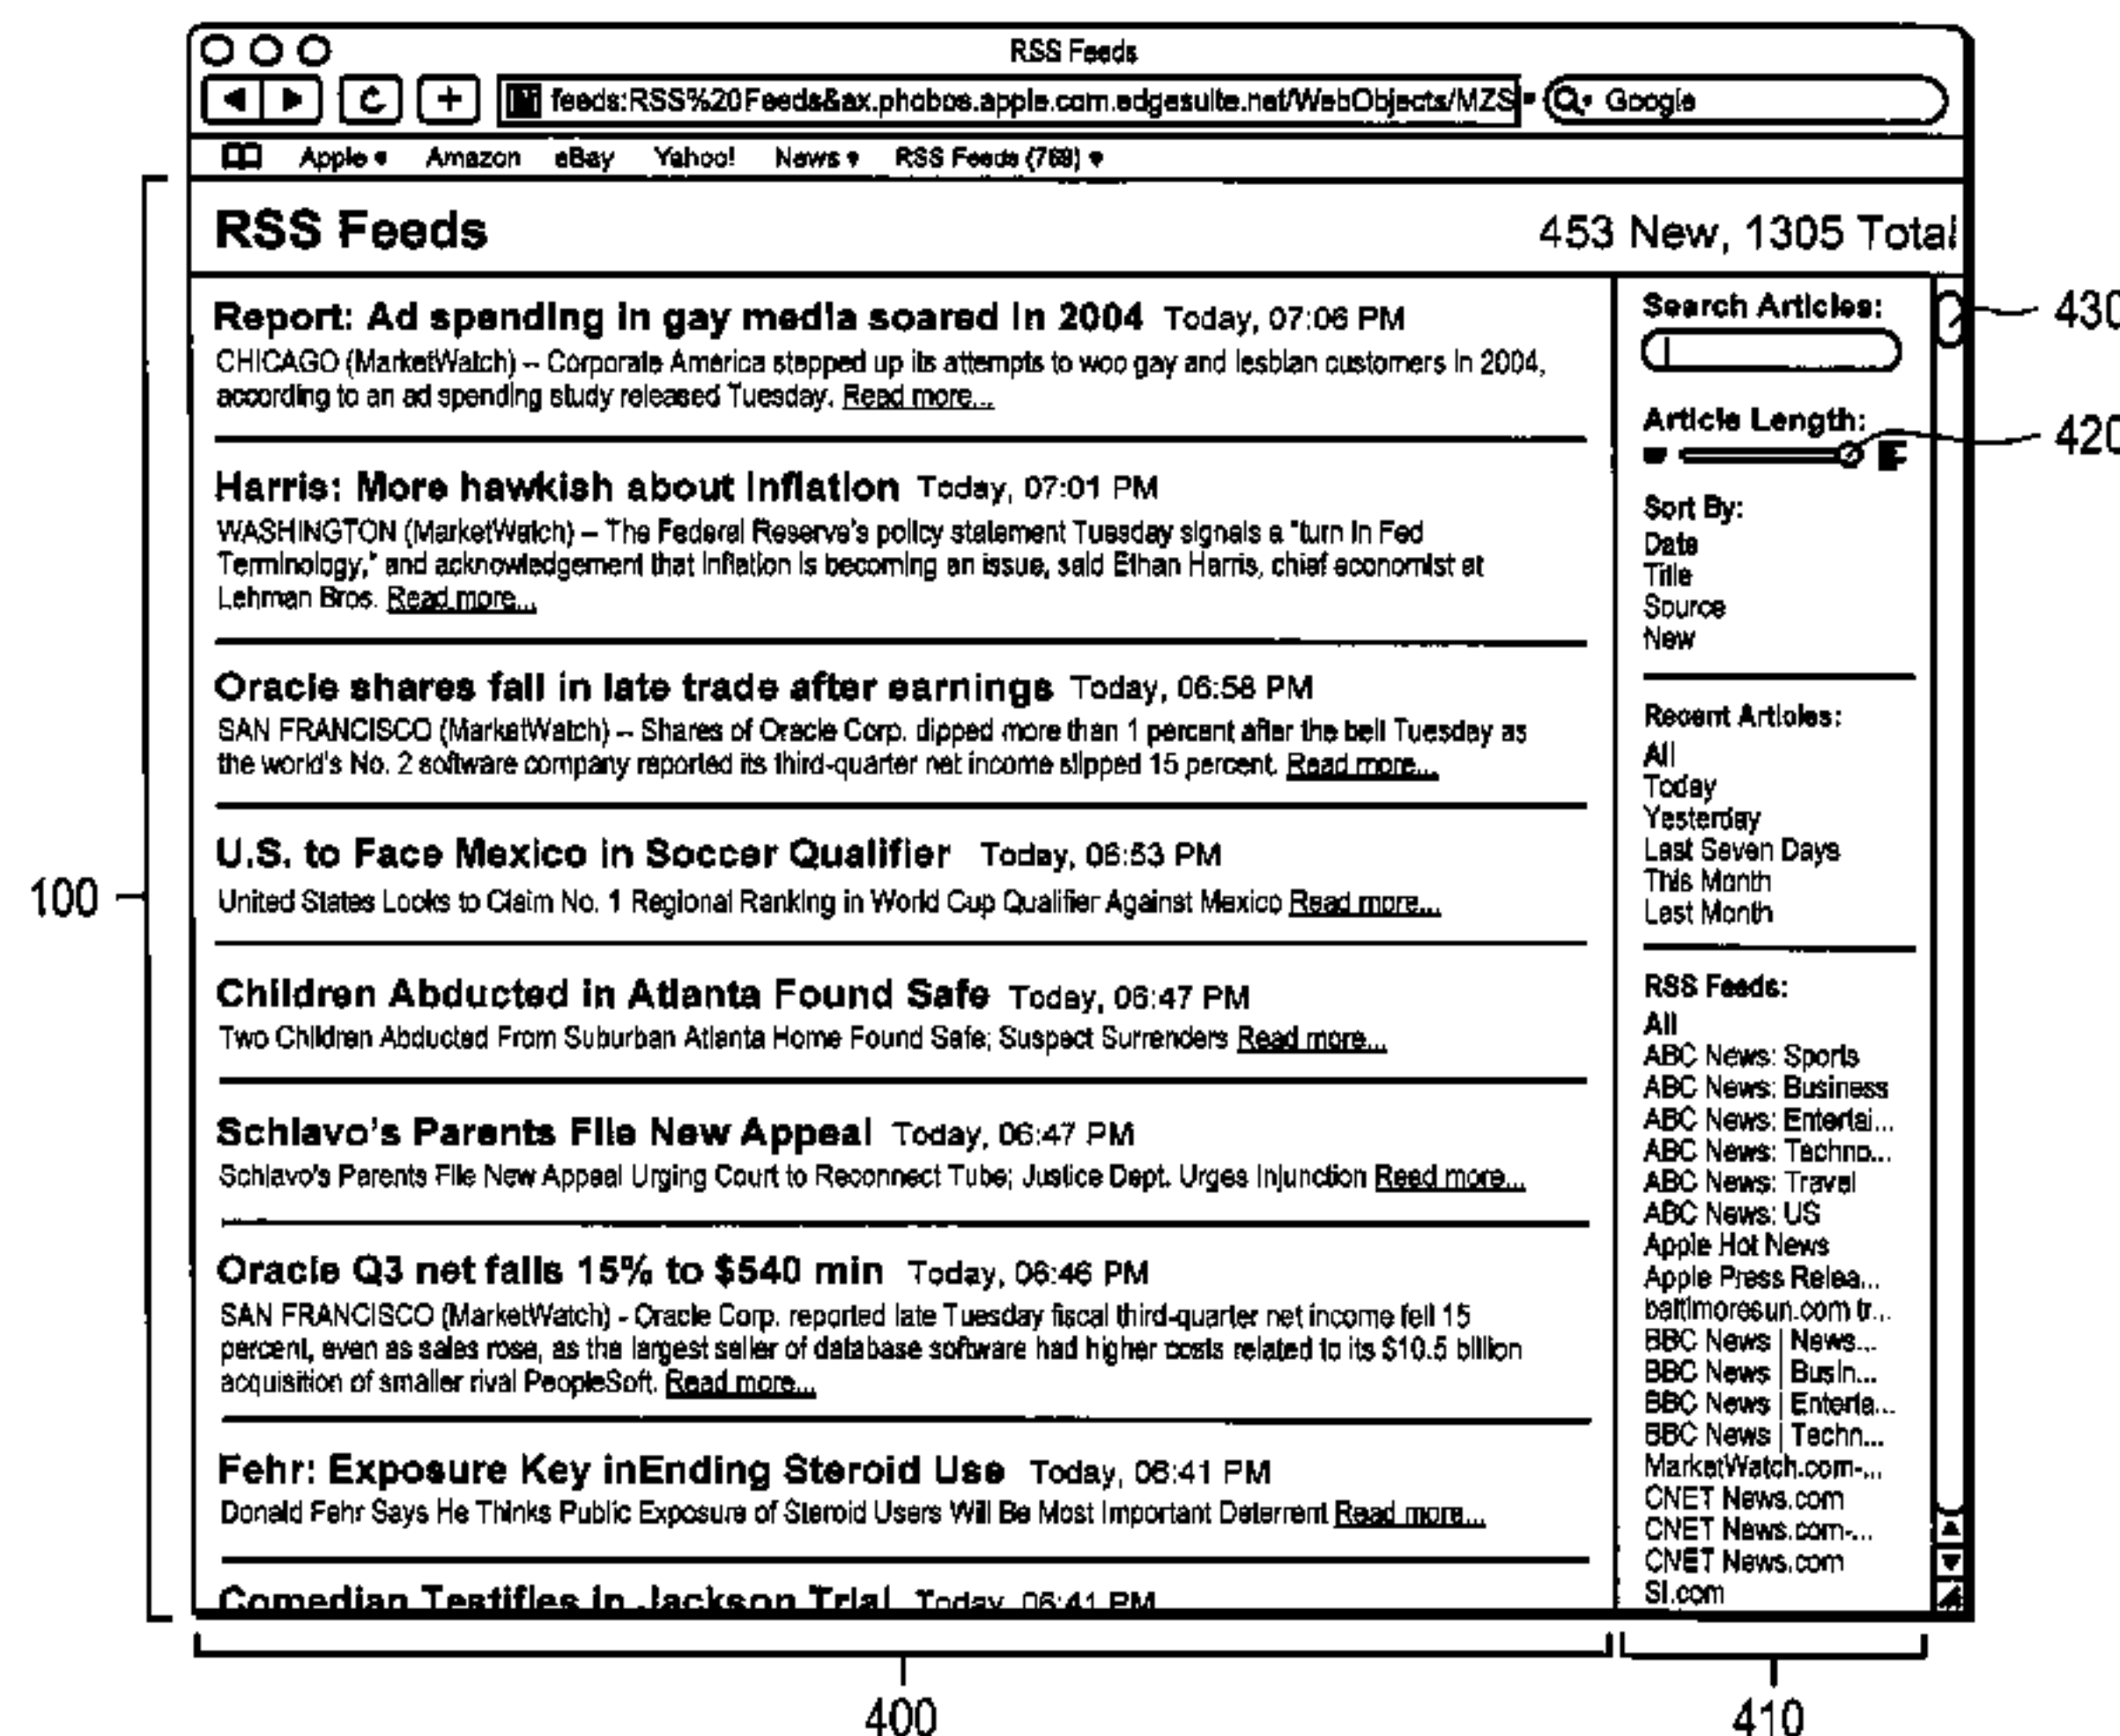 RSS Feeds
feeds:RSS%20Feeds&ax.phobos.apple.com.edgesuite.net/WebObjects/MZS
Google
Apple Amazon eBay Yahoo! News RSS Feeds (769)
RSS Feeds
453 New, 1305 Total
Report: Ad spending in gay media soared in 2004 Today, 07:06 PM
CHICAGO (MarketWatch) – Corporate America stepped up its attempts to woo gay and lesbian customers in 2004,
according to an ad spending study released Tuesday. Read more...
Harris: More hawkish about inflation Today, 07:01 PM
WASHINGTON (MarketWatch) – The Federal Reserve's policy statement Tuesday signals a "turn in Fed
Terminology," and acknowledgement that inflation is becoming an issue, said Ethan Harris, chief economist at
Lehman Bros. Read more...
Oracle shares fall in late trade after earnings Today, 06:58 PM
SAN FRANCISCO (MarketWatch) – Shares of Oracle Corp. dipped more than 1 percent after the bell Tuesday as
the world's No. 2 software company reported its third-quarter net income slipped 15 percent. Read more...
U.S. to Face Mexico in Soccer Qualifier Today, 06:53 PM
United States Looks to Claim No. 1 Regional Ranking in World Cup Qualifier Against Mexico Read more...
Children Abducted in Atlanta Found Safe Today, 06:47 PM
Two Children Abducted From Suburban Atlanta Home Found Safe; Suspect Surrenders Read more...
Schiavo's Parents File New Appeal Today, 06:47 PM
Schiavo's Parents File New Appeal Urging Court to Reconnect Tube; Justice Dept. Urges Injunction Read more...
Oracle Q3 net falls 15% to $540 mln Today, 06:46 PM
SAN FRANCISCO (MarketWatch) - Oracle Corp. reported late Tuesday fiscal third-quarter net income fell 15
percent, even as sales rose, as the largest seller of database software had higher costs related to its $10.5 billion
acquisition of smaller rival PeopleSoft. Read more...
Fehr: Exposure Key inEnding Steroid Use Today, 06:41 PM
Donald Fehr Says He Thinks Public Exposure of Steroid Users Will Be Most Important Deterrent Read more...
Comedian Testifies in Jackson Trial Today, 06:41 PM
Search Articles:
Article Length:
Sort By:
Date
Title
Source
New
Recent Articles:
All
Today
Yesterday
Last Seven Days
This Month
Last Month
RSS Feeds:
All
ABC News: Sports
ABC News: Business
ABC News: Entertai...
ABC News: Techno...
ABC News: Travel
ABC News: US
Apple Hot News
Apple Press Relea...
baltimoresun.com tr...
BBC News | News...
BBC News | Busin...
BBC News | Enterta...
BBC News | Techn...
MarketWatch.com-...
CNET News.com
CNET News.com-...
CNET News.com
SI.com
430
420
100
400
410